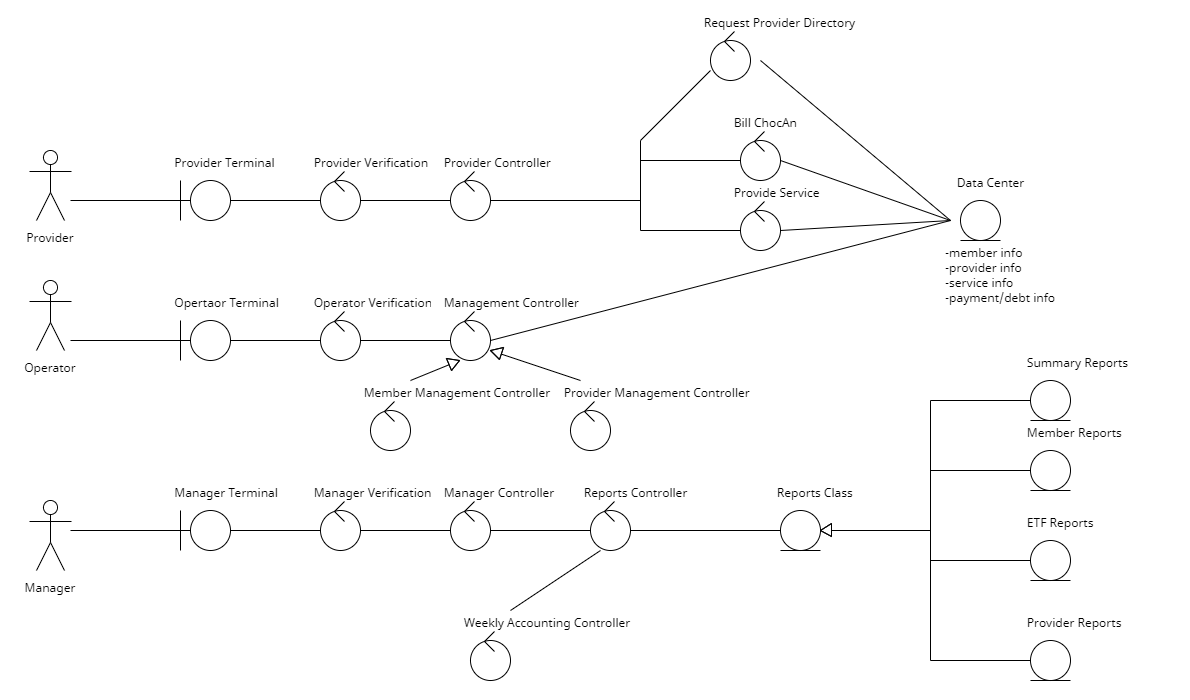 Request Provider Directory
Bill ChocAn
Provider Terminal
Provider Verification
Provider Controller
Provide Service
Data Center
Provider
-member info
-provider info
-service info
-payment/debt info
Opertaor Terminal
Operator Verification
Management Controller
Operator
Member Management Controller
Provider Management Controller
Summary Reports
Member Reports
Manager Terminal
Manager Verification
Manager Controller
Reports Controller
Reports Class
ETF Reports
Manager
Weekly Accounting Controller
Provider Reports